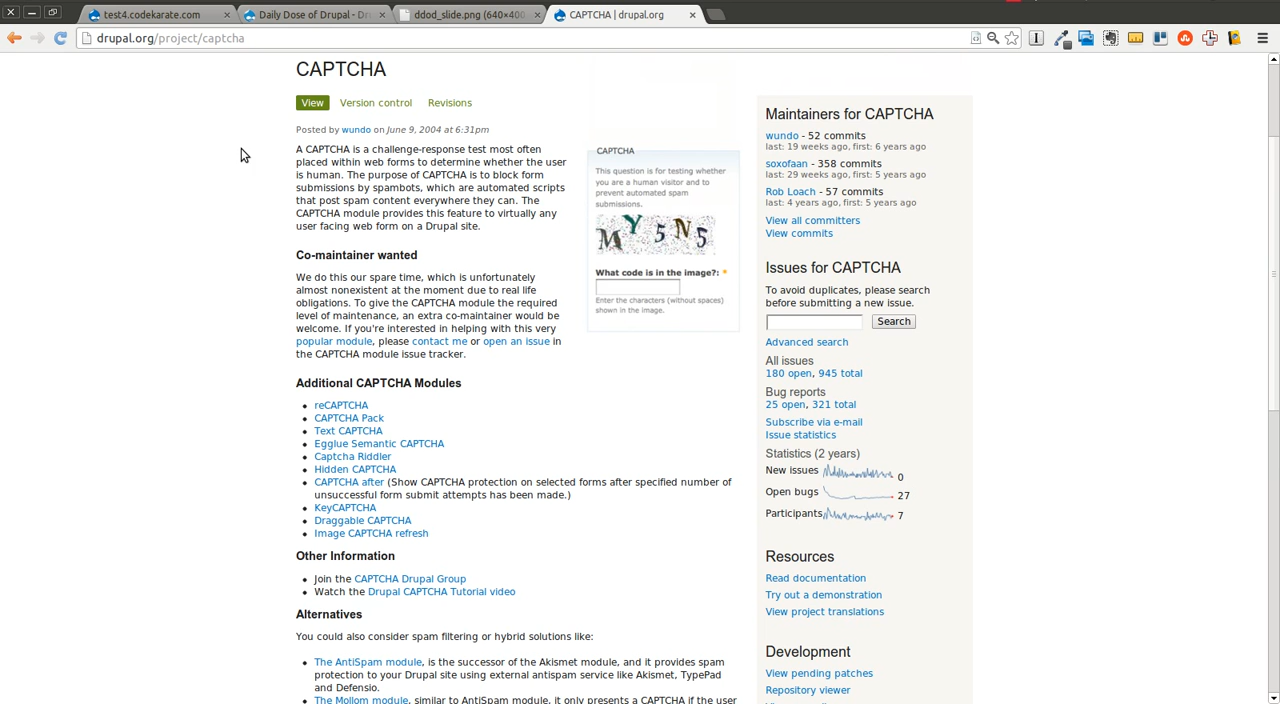 test4.codekarate.com
Daily Dose of Drupal - Dr
ddod_slide.png (640×400
CAPTCHA | drupal.org
drupal.org/project/captcha
CAPTCHA
View
Version control
Revisions
Posted by wundo on June 9, 2004 at 6:31pm
A CAPTCHA is a challenge-response test most often
placed within web forms to determine whether the user
is human. The purpose of CAPTCHA is to block form
submissions by spambots, which are automated scripts
that post spam content everywhere they can. The
CAPTCHA module provides this feature to virtually any
user facing web form on a Drupal site.
CAPTCHA
This question is for testing whether
you are a human visitor and to
prevent automated spam
submissions.
MY5N5
What code is in the image?: *
Enter the characters (without spaces)
shown in the image.
Co-maintainer wanted
We do this our spare time, which is unfortunately
almost nonexistent at the moment due to real life
obligations. To give the CAPTCHA module the required
level of maintenance, an extra co-maintainer would be
welcome. If you're interested in helping with this very
popular module, please contact me or open an issue in
the CAPTCHA module issue tracker.
Additional CAPTCHA Modules
reCAPTCHA
CAPTCHA Pack
Text CAPTCHA
Egglue Semantic CAPTCHA
Captcha Riddler
Hidden CAPTCHA
CAPTCHA after (Show CAPTCHA protection on selected forms after specified number of
unsuccessful form submit attempts has been made.)
KeyCAPTCHA
Draggable CAPTCHA
Image CAPTCHA refresh
Other Information
Join the CAPTCHA Drupal Group
Watch the Drupal CAPTCHA Tutorial video
Alternatives
You could also consider spam filtering or hybrid solutions like:
The AntiSpam module, is the successor of the Akismet module, and it provides spam
protection to your Drupal site using external antispam service like Akismet, TypePad
and Defensio.
The Mollom module, similar to AntiSpam module, it only presents a CAPTCHA if the user
Maintainers for CAPTCHA
wundo - 52 commits
last: 19 weeks ago, first: 6 years ago
soxofaan - 358 commits
last: 29 weeks ago, first: 5 years ago
Rob Loach - 57 commits
last: 4 years ago, first: 5 years ago
View all committers
View commits
Issues for CAPTCHA
To avoid duplicates, please search
before submitting a new issue.
Search
Advanced search
All issues
180 open, 945 total
Bug reports
25 open, 321 total
Subscribe via e-mail
Issue statistics
Statistics (2 years)
New issues 0
Open bugs 27
Participants 7
Resources
Read documentation
Try out a demonstration
View project translations
Development
View pending patches
Repository viewer